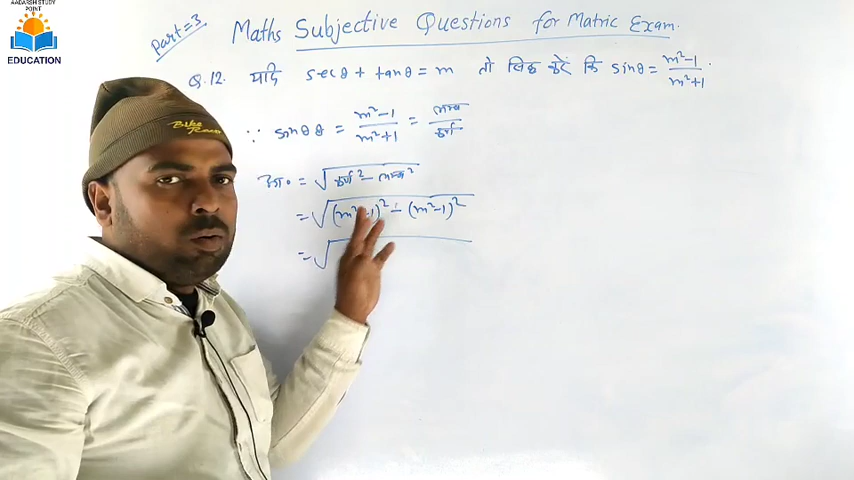 AADARSH STUDY
POINT
EDUCATION
Part=3
Maths Subjective Questions for Matric Exam.
Q.12. यदि secθ + tanθ = m तो सिद्ध करें कि sinθ = m²-1/m²+1.
∵ sinθ = m²-1/m²+1 = लम्ब/कर्ण
आ० = √कर्ण² - लम्ब²
= √(m² 1)² - (m²-1)²
= √
Bike